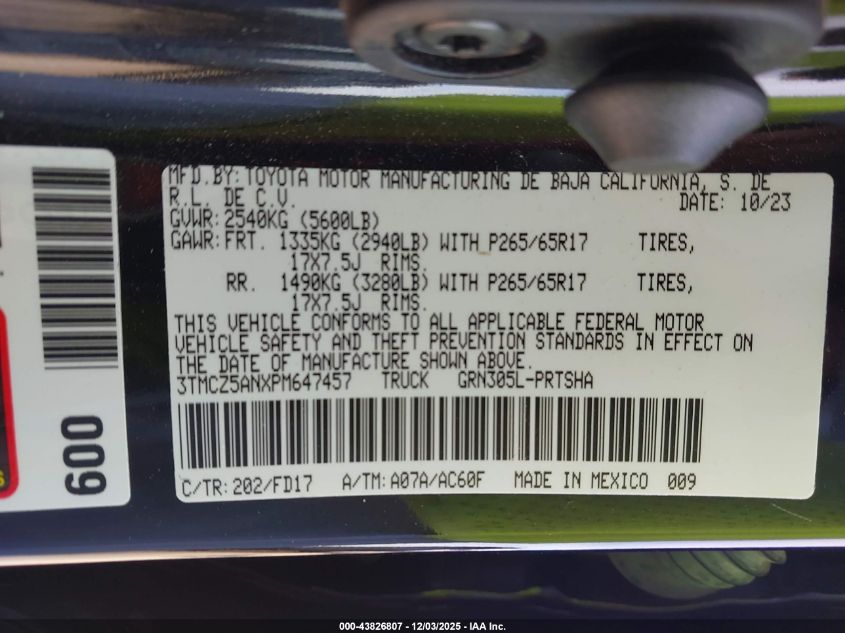 MFD.BY:TOYOTA MOTOR MANUFACTURING DE BAJA CALIFORNIA, S. DE
R.L. DE C.V. DATE: 10/23
GVWR:2540KG (5600LB)
GAWR:FRT. 1335KG (2940LB) WITH P265/65R17 TIRES,
17X7.5J RIMS.
RR. 1490KG (3280LB) WITH P265/65R17 TIRES,
17X7.5J RIMS.
THIS VEHICLE CONFORMS TO ALL APPLICABLE FEDERAL MOTOR
VEHICLE SAFETY AND THEFT PREVENTION STANDARDS IN EFFECT ON
THE DATE OF MANUFACTURE SHOWN ABOVE.
3TMCZ5ANXPM647457 TRUCK GRN305L-PRTSHA
C/TR:202/FD17 A/TM:A07A/AC60F MADE IN MEXICO 009
600
000-43826807 - 12/03/2025 - IAA Inc.